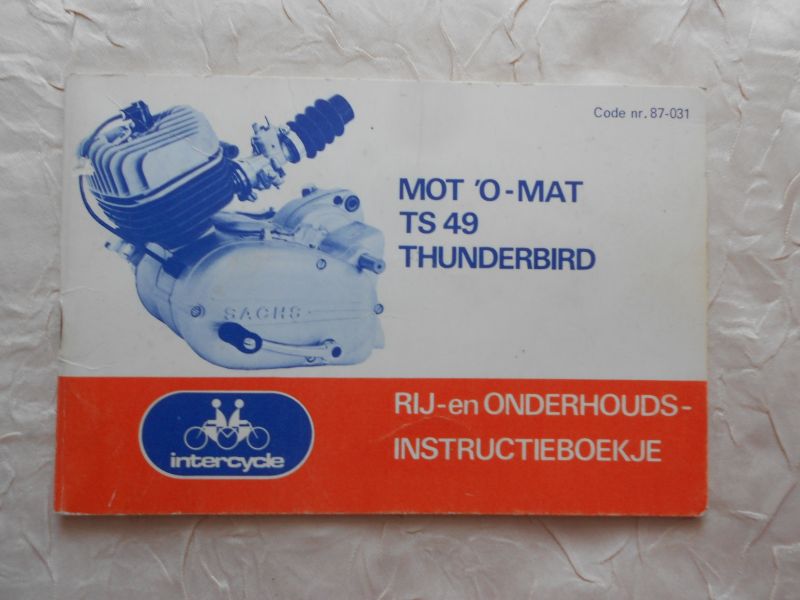 Code nr. 87-031
MOT 'O-MAT
TS 49
THUNDERBIRD
SACHS
RIJ-en ONDERHOUDS-
INSTRUCTIEBOEKJE
intercycle